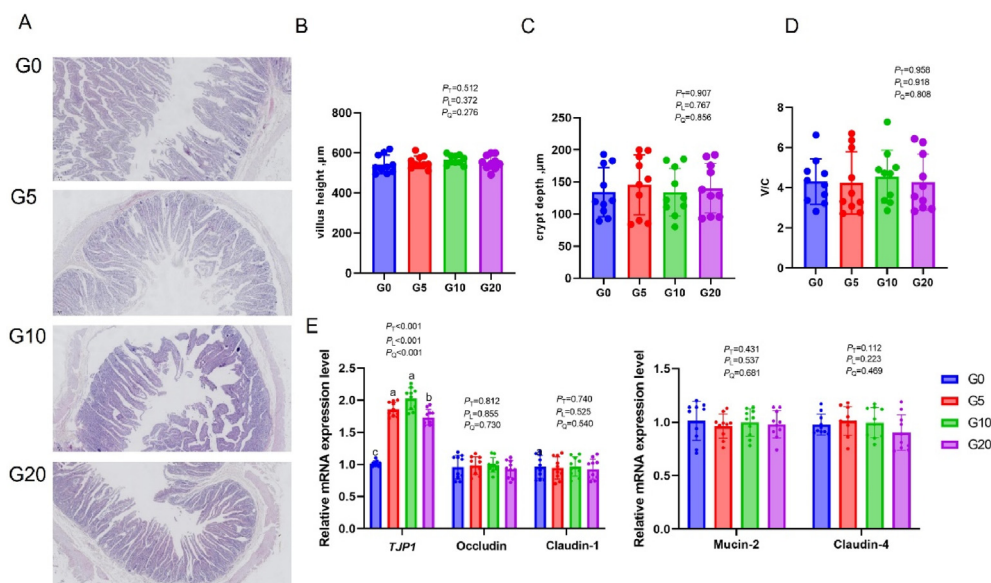 A
G0
G5
G10
G20
B
P_T=0.512
P_L=0.372
P_Q=0.276
villus height ,μm
800
600
400
200
0
G0 G5 G10 G20
C
P_T=0.907
P_L=0.767
P_Q=0.856
crypt depth ,μm
250
200
150
100
50
0
G0 G5 G10 G20
D
P_T=0.958
P_L=0.918
P_Q=0.808
V/C
8
6
4
2
0
G0 G5 G10 G20
E
P_T<0.001
P_L<0.001
P_Q<0.001
P_T=0.812
P_L=0.855
P_Q=0.730
P_T=0.740
P_L=0.525
P_Q=0.540
Relative mRNA expression level
2.5
2.0
1.5
1.0
0.5
0.0
c a a b
a
TJP1 Occludin Claudin-1
P_T=0.431
P_L=0.537
P_Q=0.681
P_T=0.112
P_L=0.223
P_Q=0.469
Relative mRNA expression level
1.5
1.0
0.5
0.0
Mucin-2 Claudin-4
G0
G5
G10
G20